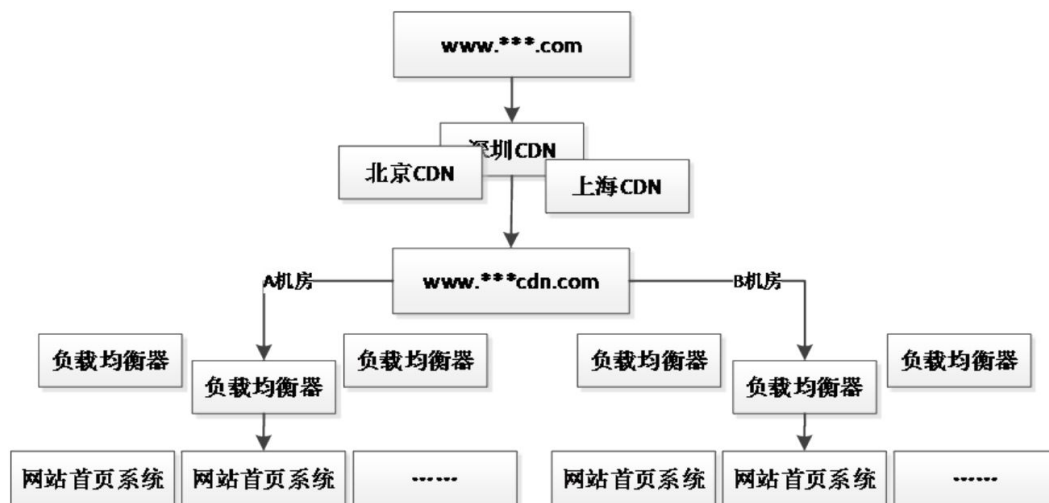 www.***.com
深圳CDN
北京CDN
上海CDN
www.***cdn.com
A机房
B机房
负载均衡器
负载均衡器
负载均衡器
负载均衡器
负载均衡器
负载均衡器
网站首页系统
网站首页系统
……
网站首页系统
网站首页系统
……